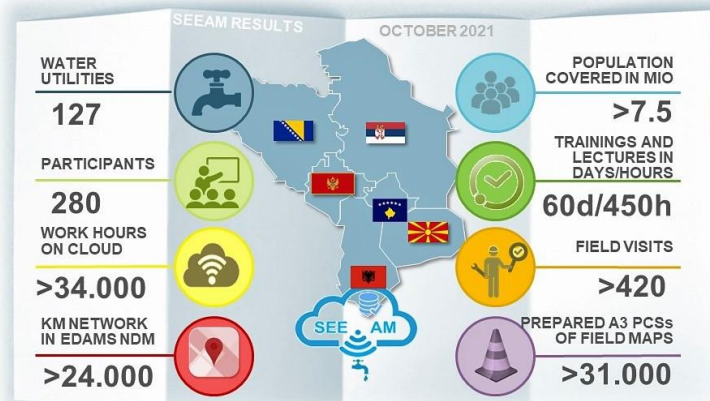 SEEAM RESULTS
OCTOBER 2021
WATER
UTILITIES
127
PARTICIPANTS
280
WORK HOURS
ON CLOUD
>34.000
KM NETWORK
IN EDAMS NDM
>24.000
SEE AM
POPULATION
COVERED IN MIO
>7.5
TRAININGS AND
LECTURES IN
DAYS/HOURS
60d/450h
FIELD VISITS
>420
PREPARED A3 PCSs
OF FIELD MAPS
>31.000